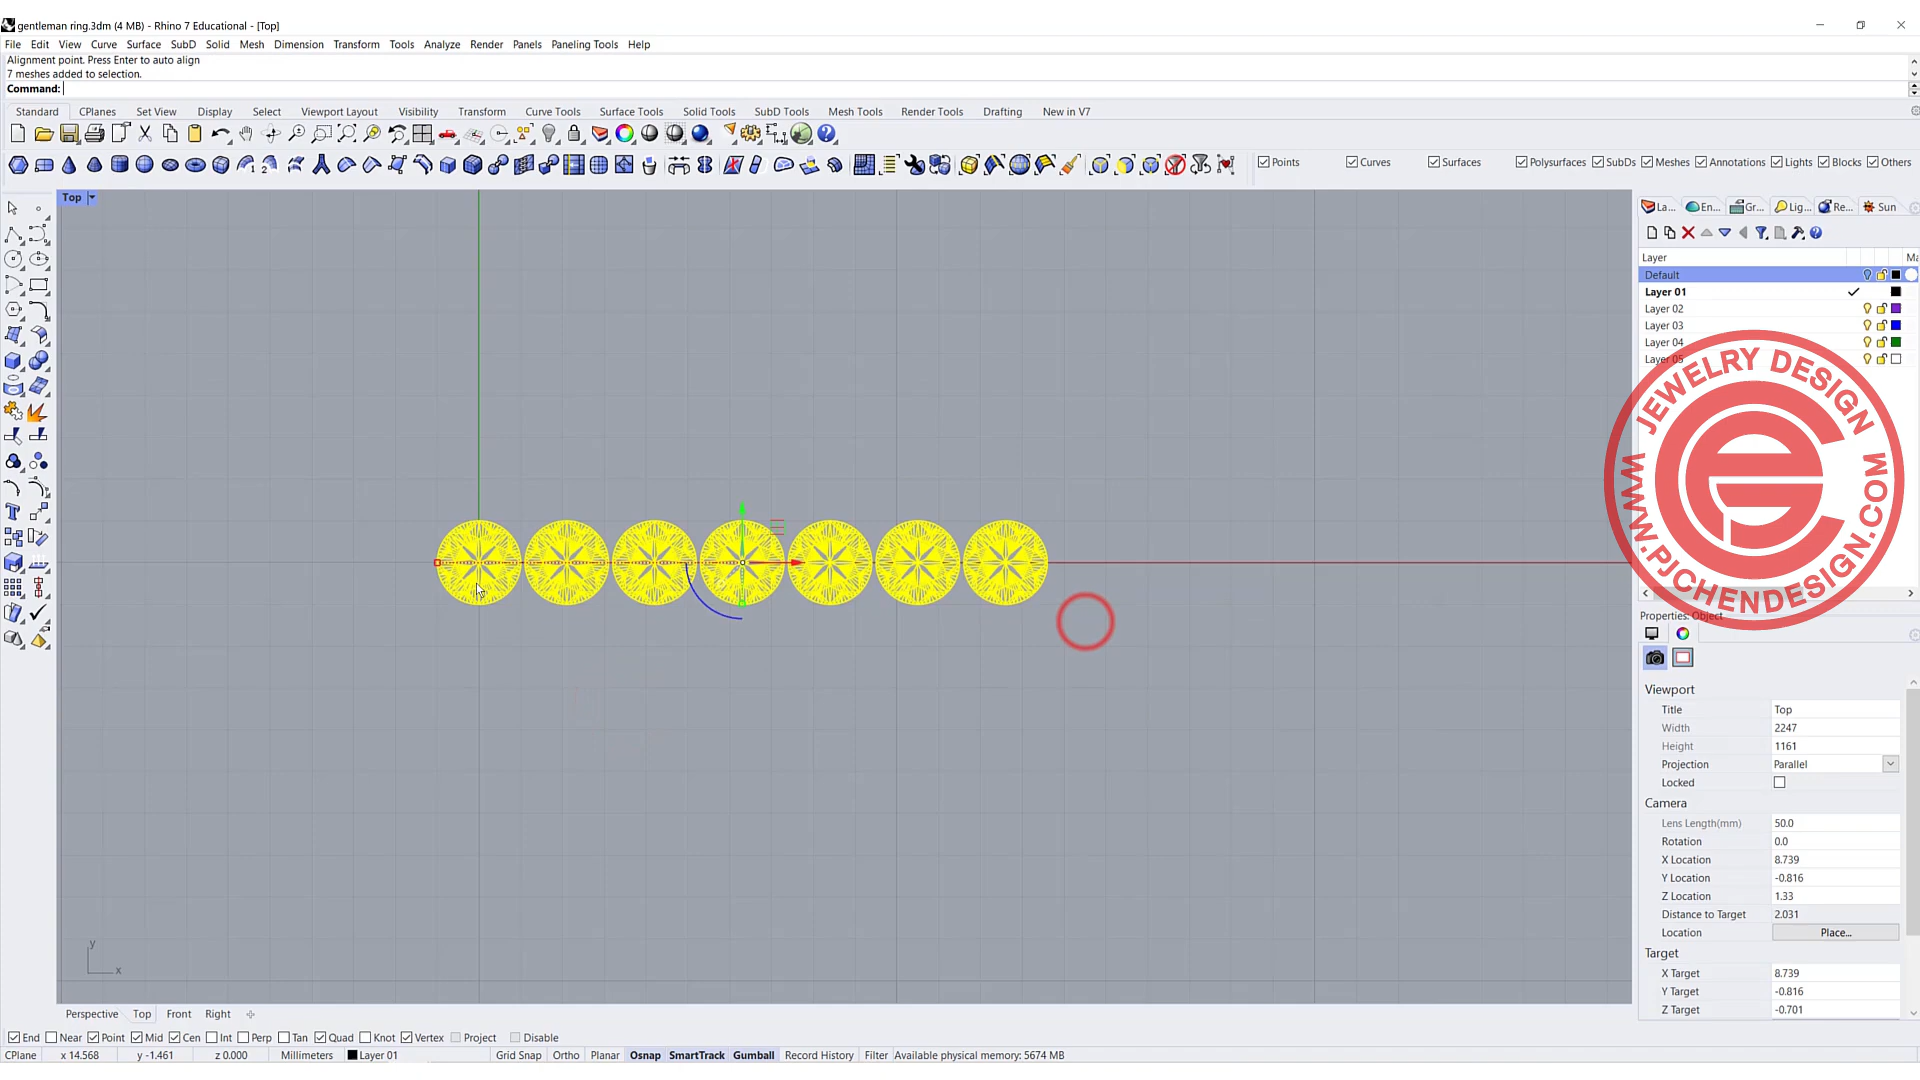 gentleman ring.3dm (4 MB) - Rhino 7 Educational - [Top]
File Edit View Curve Surface SubD Solid Mesh Dimension Transform Tools Analyze Render Panels Paneling Tools Help
Alignment point. Press Enter to auto align
7 meshes added to selection.
Command:
Standard CPlanes Set View Display Select Viewport Layout Visibility Transform Curve Tools Surface Tools Solid Tools SubD Tools Mesh Tools Render Tools Drafting New in V7
Points Curves Surfaces Polysurfaces SubDs Meshes Annotations Lights Blocks Others
Top
La... En... Gr... Lig... Re... Sun
Layer Ma
Default
Layer 01
Layer 02
Layer 03
Layer 04
Layer 05
JEWELRY DESIGN
WWW.PJCHENDESIGN.COM
Properties: Object
Viewport
Title Top
Width 2247
Height 1161
Projection Parallel
Locked
Camera
Lens Length(mm) 50.0
Rotation 0.0
X Location 8.739
Y Location -0.816
Z Location 1.33
Distance to Target 2.031
Location Place...
Target
X Target 8.739
Y Target -0.816
Z Target -0.701
y
x
Perspective Top Front Right
End Near Point Mid Cen Int Perp Tan Quad Knot Vertex Project Disable
CPlane x 14.568 y -1.461 z 0.000 Millimeters Layer 01 Grid Snap Ortho Planar Osnap SmartTrack Gumball Record History Filter Available physical memory: 5674 MB